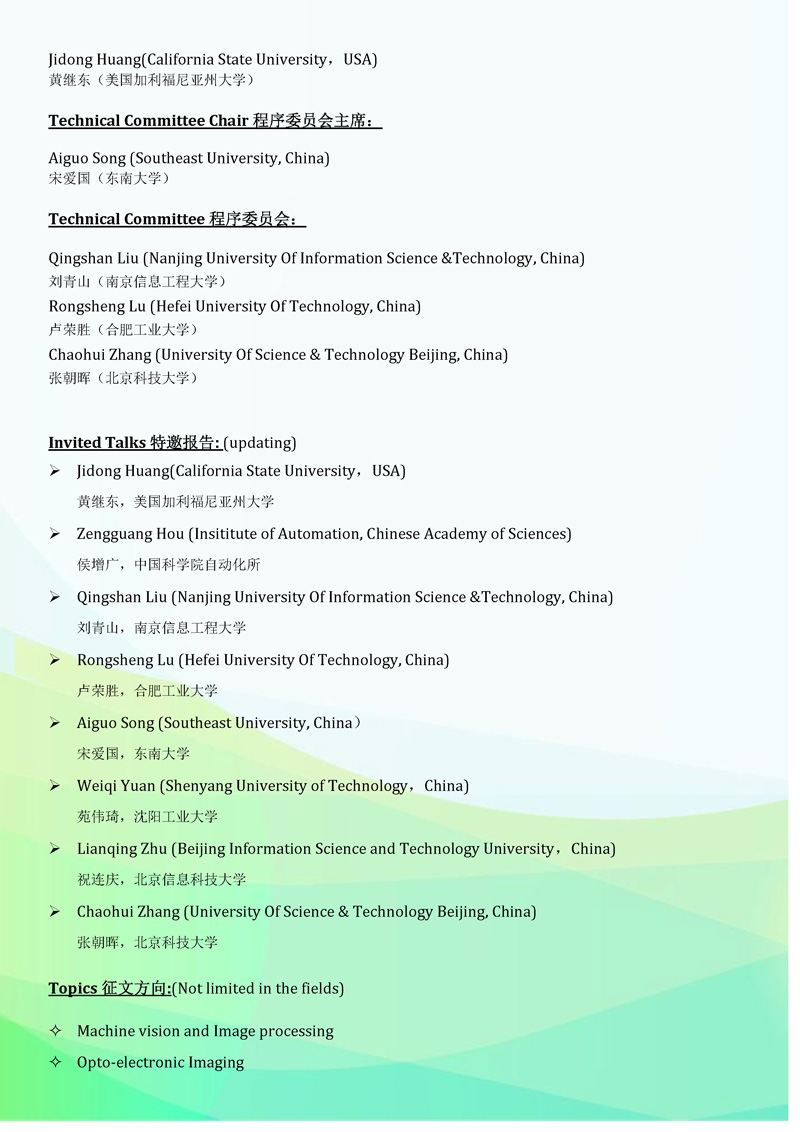 Jidong Huang(California State University，USA)
黄继东（美国加利福尼亚州大学）
Technical Committee Chair 程序委员会主席：
Aiguo Song (Southeast University, China)
宋爱国（东南大学）
Technical Committee 程序委员会：
Qingshan Liu (Nanjing University Of Information Science &Technology, China)
刘青山（南京信息工程大学）
Rongsheng Lu (Hefei University Of Technology, China)
卢荣胜（合肥工业大学）
Chaohui Zhang (University Of Science & Technology Beijing, China)
张朝晖（北京科技大学）
Invited Talks 特邀报告: (updating)
➢ Jidong Huang(California State University，USA)
黄继东，美国加利福尼亚州大学
➢ Zengguang Hou (Insititute of Automation, Chinese Academy of Sciences)
侯增广，中国科学院自动化所
➢ Qingshan Liu (Nanjing University Of Information Science &Technology, China)
刘青山，南京信息工程大学
➢ Rongsheng Lu (Hefei University Of Technology, China)
卢荣胜，合肥工业大学
➢ Aiguo Song (Southeast University, China）
宋爱国，东南大学
➢ Weiqi Yuan (Shenyang University of Technology，China)
苑伟琦，沈阳工业大学
➢ Lianqing Zhu (Beijing Information Science and Technology University，China)
祝连庆，北京信息科技大学
➢ Chaohui Zhang (University Of Science & Technology Beijing, China)
张朝晖，北京科技大学
Topics 征文方向:(Not limited in the fields)
✧ Machine vision and Image processing
✧ Opto-electronic Imaging